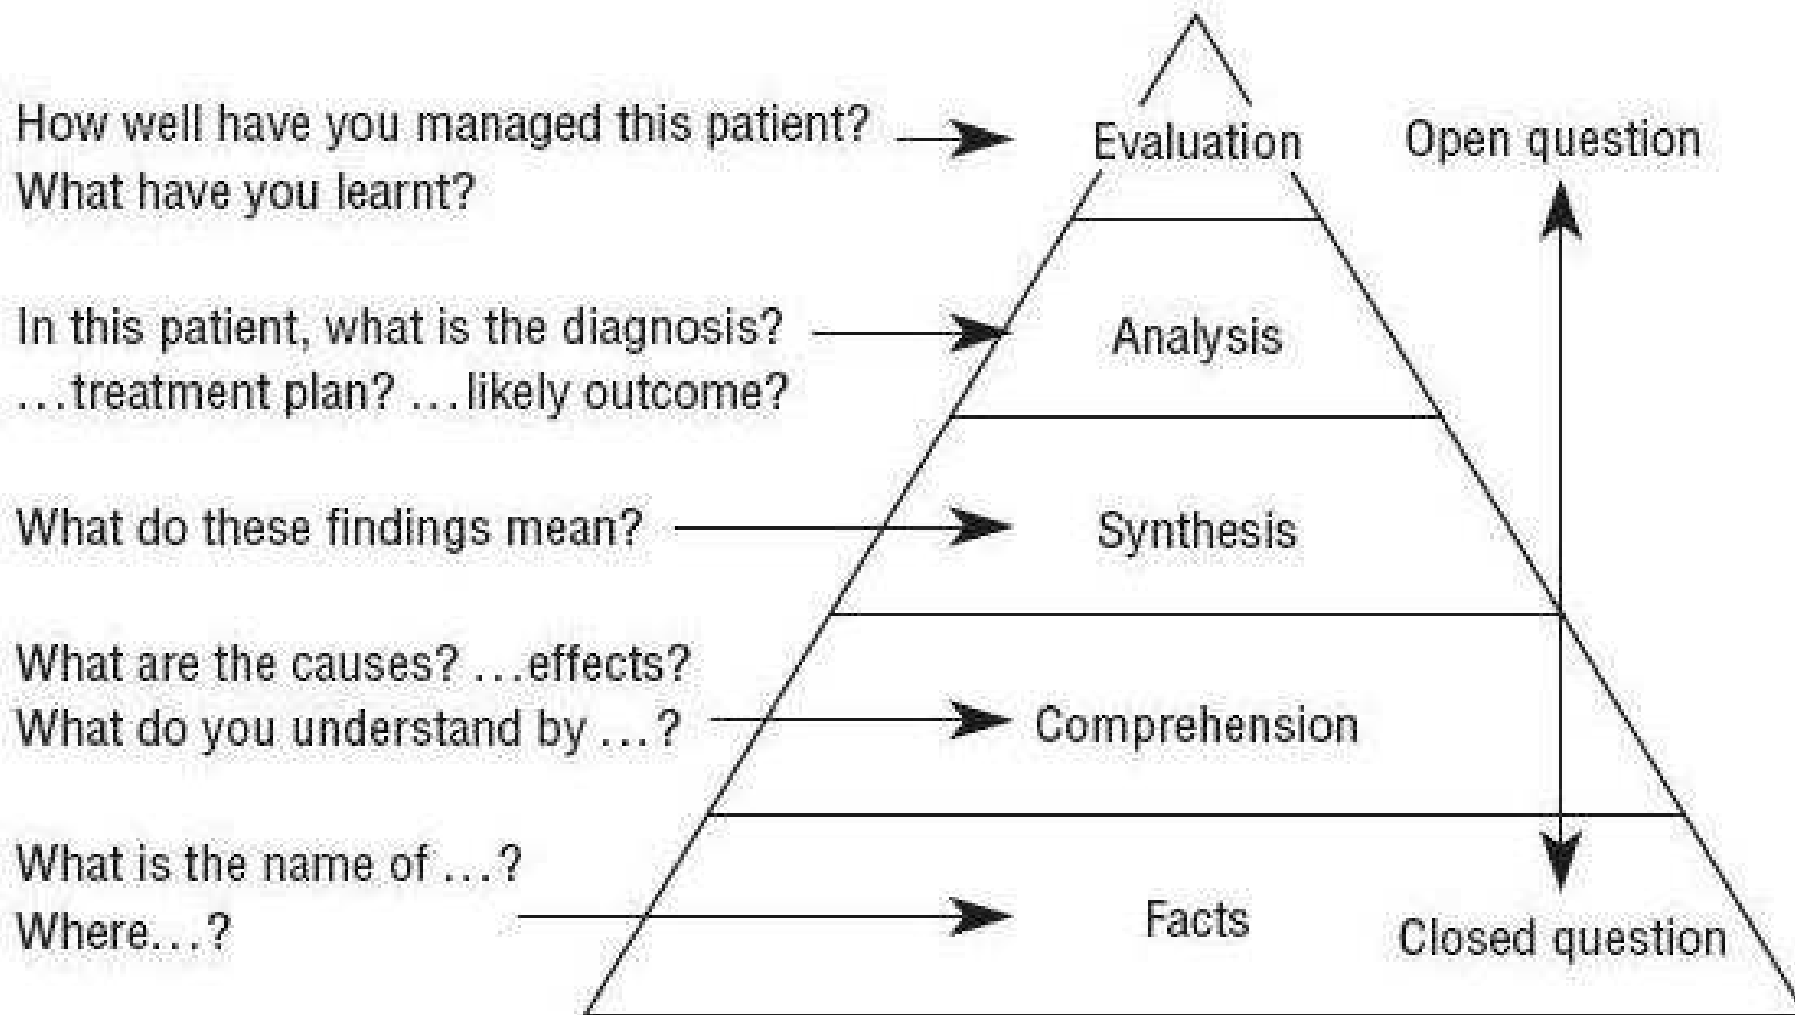 How well have you managed this patient?
What have you learnt?
Evaluation
Open question
In this patient, what is the diagnosis?
...treatment plan? ...likely outcome?
Analysis
What do these findings mean?
Synthesis
What are the causes? ...effects?
What do you understand by ...?
Comprehension
What is the name of ...?
Where...?
Facts
Closed question